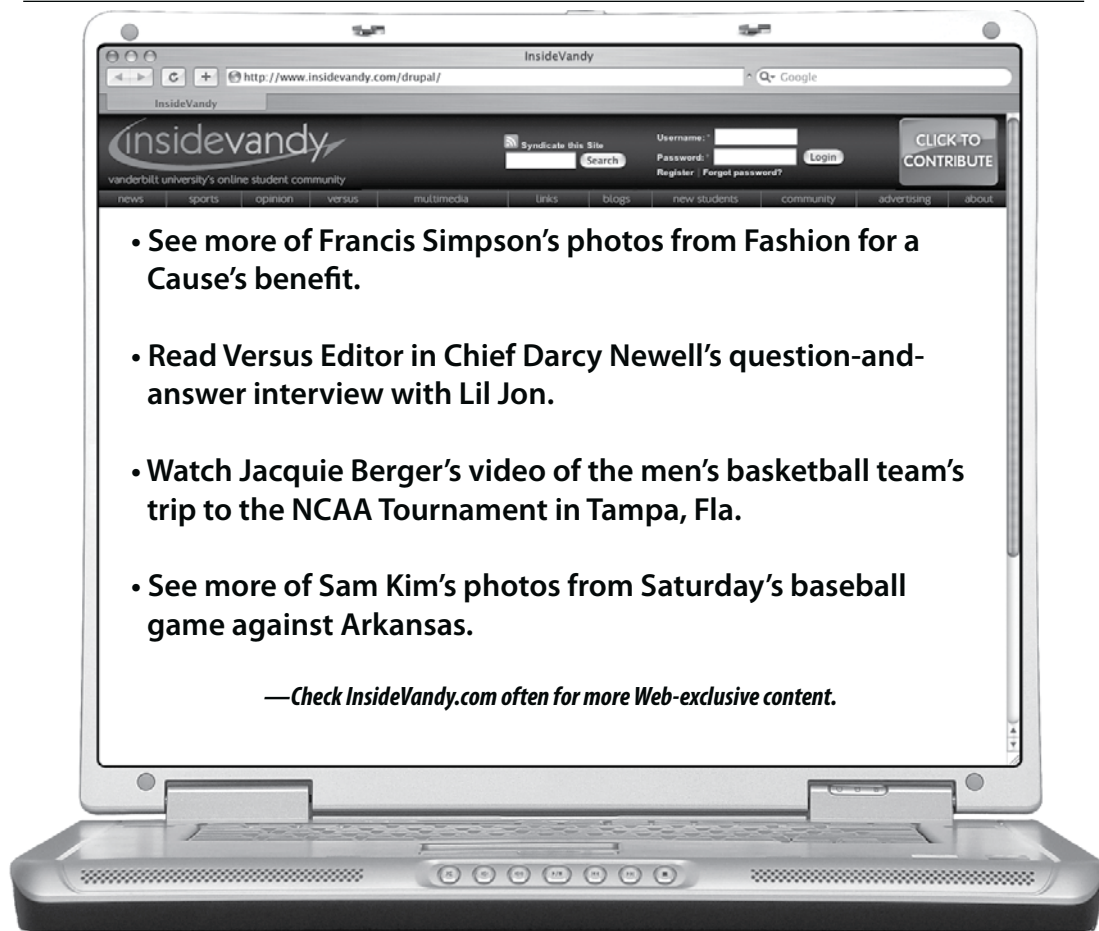 InsideVandy
http://www.insidevandy.com/drupal/
Google
InsideVandy
insidevandy
vanderbilt university's online student community
Syndicate this Site
Search
Username: *
Password: *
Login
Register | Forgot password?
CLICK TO
CONTRIBUTE
news sports opinion versus multimedia links blogs new students community advertising about
• See more of Francis Simpson's photos from Fashion for a
Cause's benefit.
• Read Versus Editor in Chief Darcy Newell's question-and-
answer interview with Lil Jon.
• Watch Jacquie Berger's video of the men's basketball team's
trip to the NCAA Tournament in Tampa, Fla.
• See more of Sam Kim's photos from Saturday's baseball
game against Arkansas.
—Check InsideVandy.com often for more Web-exclusive content.